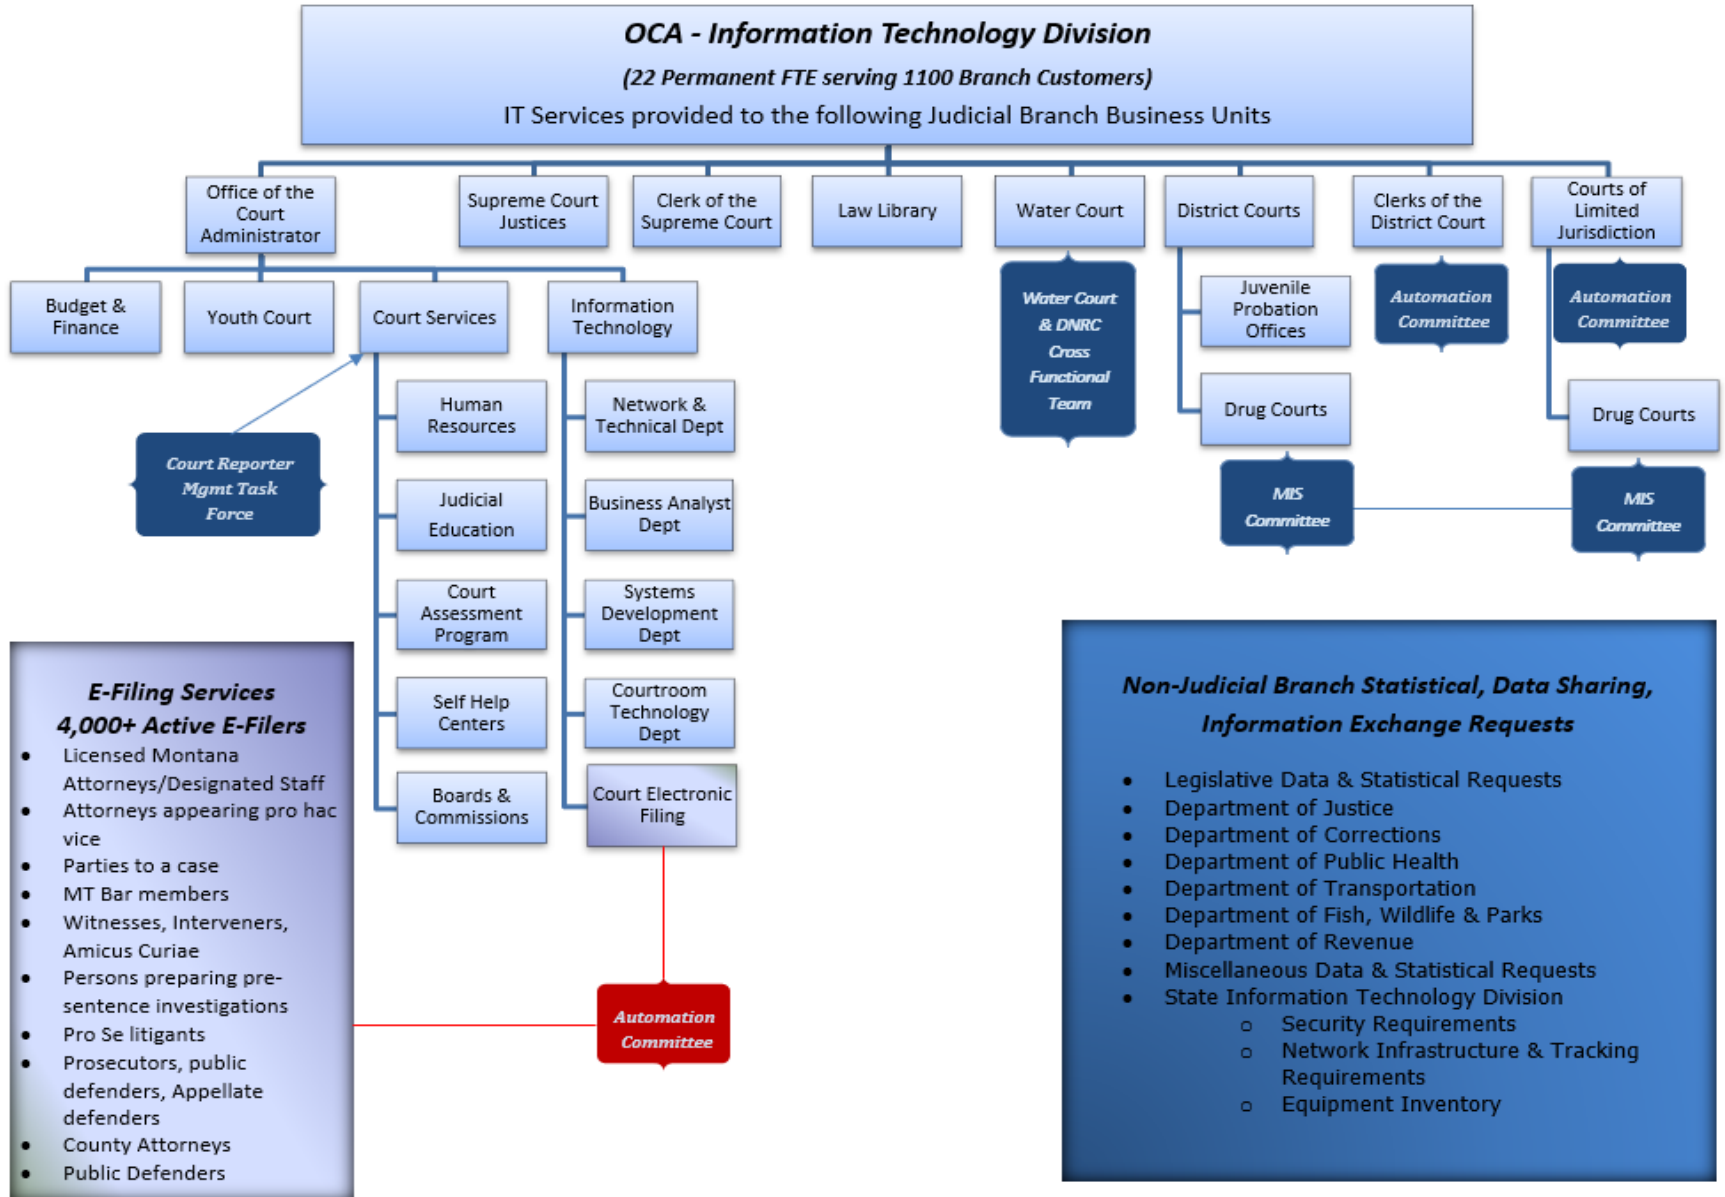 OCA - Information Technology Division
(22 Permanent FTE serving 1100 Branch Customers)
IT Services provided to the following Judicial Branch Business Units
Office of the
Court
Administrator
Supreme Court
Justices
Clerk of the
Supreme Court
Law Library
Water Court
District Courts
Clerks of the
District Court
Courts of
Limited
Jurisdiction
Budget &
Finance
Youth Court
Court Services
Information
Technology
Water Court
& DNRC
Cross
Functional
Team
Juvenile
Probation
Offices
Automation
Committee
Automation
Committee
Human
Resources
Network &
Technical Dept
Drug Courts
Drug Courts
Court Reporter
Mgmt Task
Force
Judicial
Education
Business Analyst
Dept
MIS
Committee
MIS
Committee
Court
Assessment
Program
Systems
Development
Dept
Self Help
Centers
Courtroom
Technology
Dept
Boards &
Commissions
Court Electronic
Filing
Automation
Committee
E-Filing Services
4,000+ Active E-Filers
• Licensed Montana
Attorneys/Designated Staff
• Attorneys appearing pro hac
vice
• Parties to a case
• MT Bar members
• Witnesses, Interveners,
Amicus Curiae
• Persons preparing pre-
sentence investigations
• Pro Se litigants
• Prosecutors, public
defenders, Appellate
defenders
• County Attorneys
• Public Defenders
Non-Judicial Branch Statistical, Data Sharing,
Information Exchange Requests
• Legislative Data & Statistical Requests
• Department of Justice
• Department of Corrections
• Department of Public Health
• Department of Transportation
• Department of Fish, Wildlife & Parks
• Department of Revenue
• Miscellaneous Data & Statistical Requests
• State Information Technology Division
o Security Requirements
o Network Infrastructure & Tracking
Requirements
o Equipment Inventory